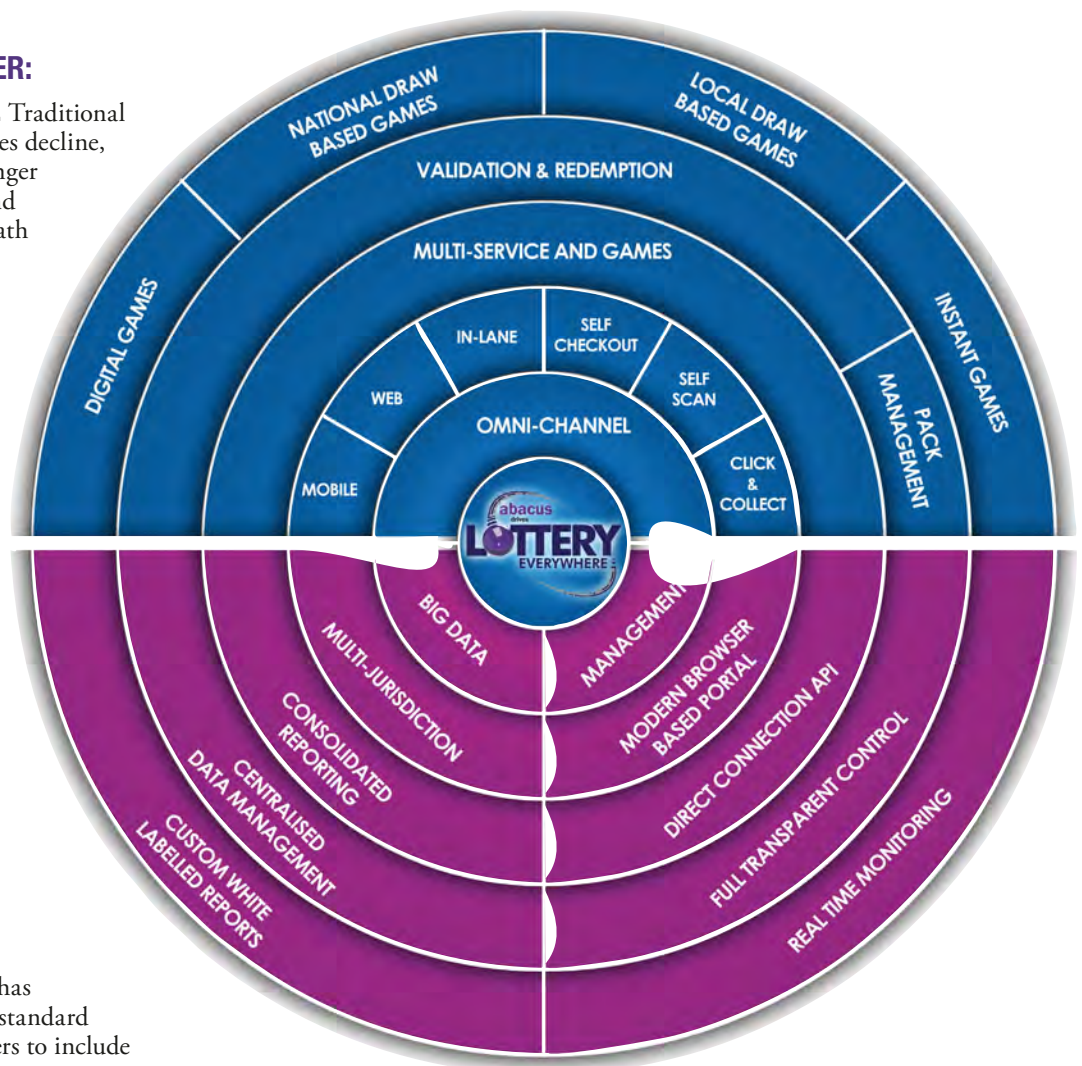 ER:
Traditional
es decline,
nger
nd
ath
NATIONAL DRAW
BASED GAMES
LOCAL DRAW
BASED GAMES
DIGITAL GAMES
INSTANT GAMES
VALIDATION & REDEMPTION
PACK
MANAGEMENT
MULTI-SERVICE AND GAMES
MOBILE
WEB
IN-LANE
SELF
CHECKOUT
SELF
SCAN
CLICK
&
COLLECT
OMNI-CHANNEL
abacus
drives
LOTTERY
EVERYWHERE
BIG DATA
MANAGEMENT
MULTI-JURISDICTION
MODERN BROWSER
BASED PORTAL
CONSOLIDATED
REPORTING
DIRECT CONNECTION API
CENTRALISED
DATA MANAGEMENT
FULL TRANSPARENT CONTROL
CUSTOM WHITE
LABELLED REPORTS
REAL TIME MONITORING
has
standard
ers to include